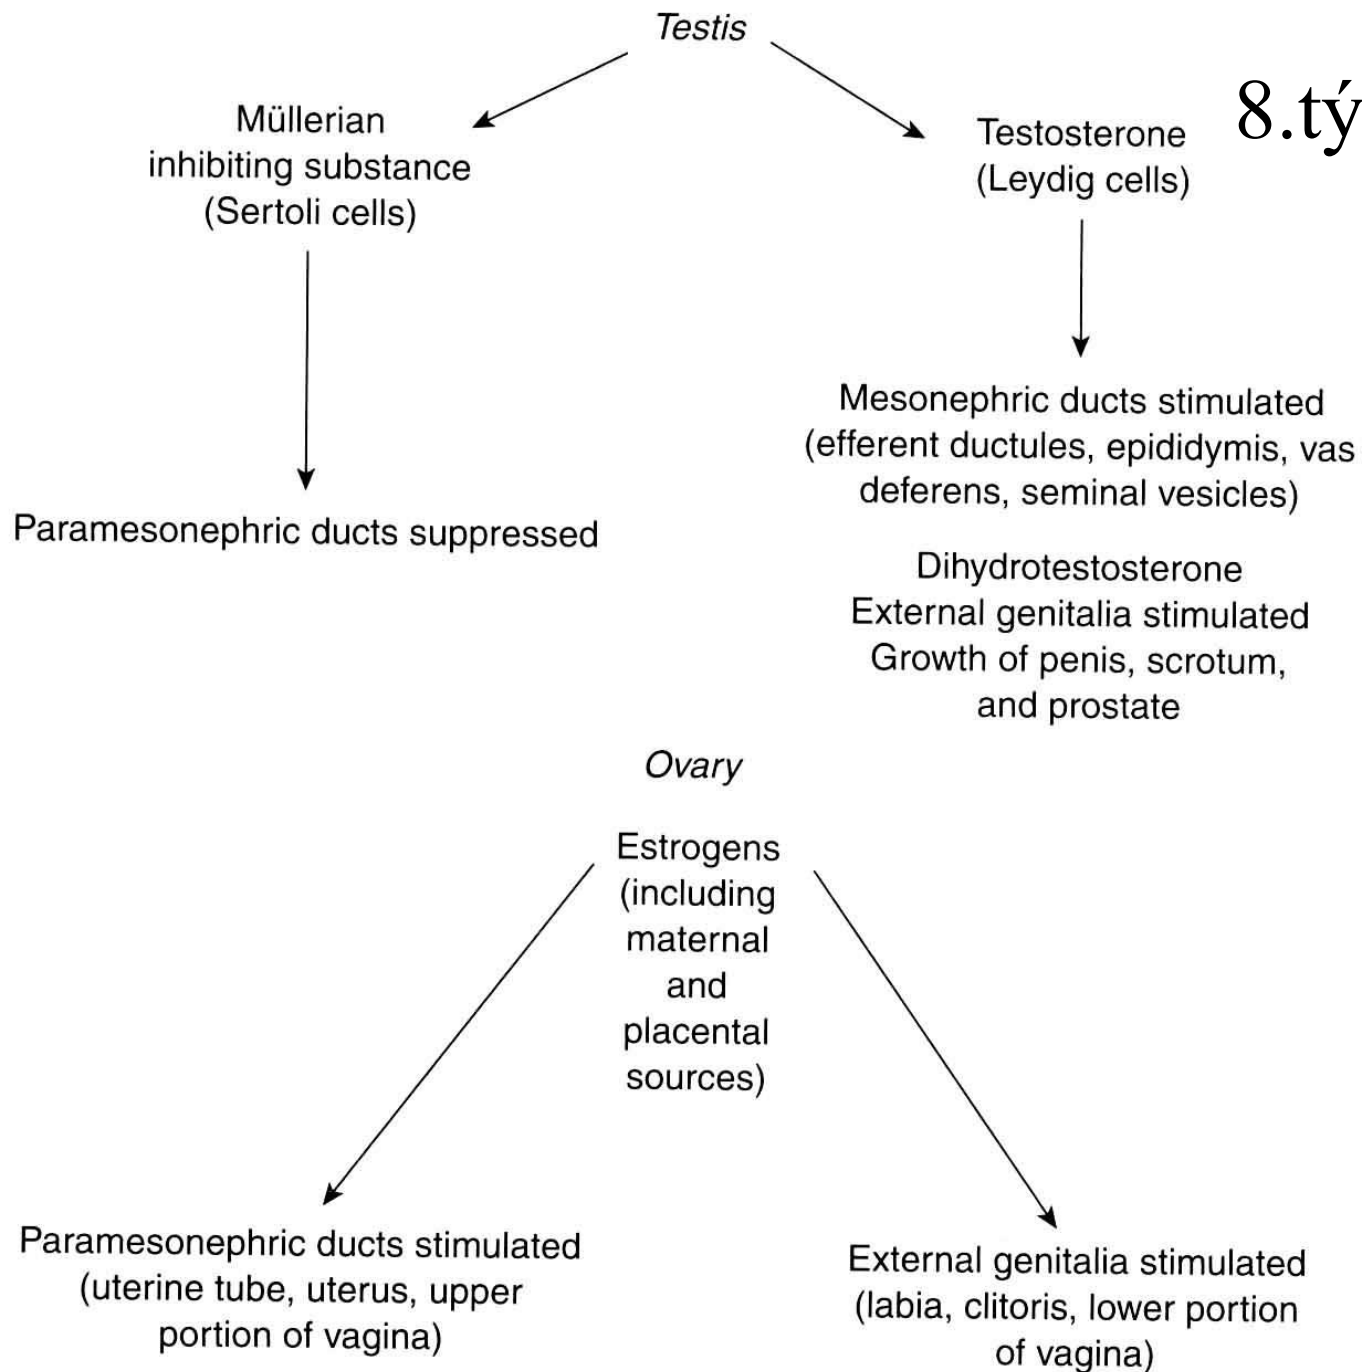 Testis
8.tý
Müllerian
inhibiting substance
(Sertoli cells)
Testosterone
(Leydig cells)
Mesonephric ducts stimulated
(efferent ductules, epididymis, vas
deferens, seminal vesicles)
Paramesonephric ducts suppressed
Dihydrotestosterone
External genitalia stimulated
Growth of penis, scrotum,
and prostate
Ovary
Estrogens
(including
maternal
and
placental
sources)
Paramesonephric ducts stimulated
(uterine tube, uterus, upper
portion of vagina)
External genitalia stimulated
(labia, clitoris, lower portion
of vagina)